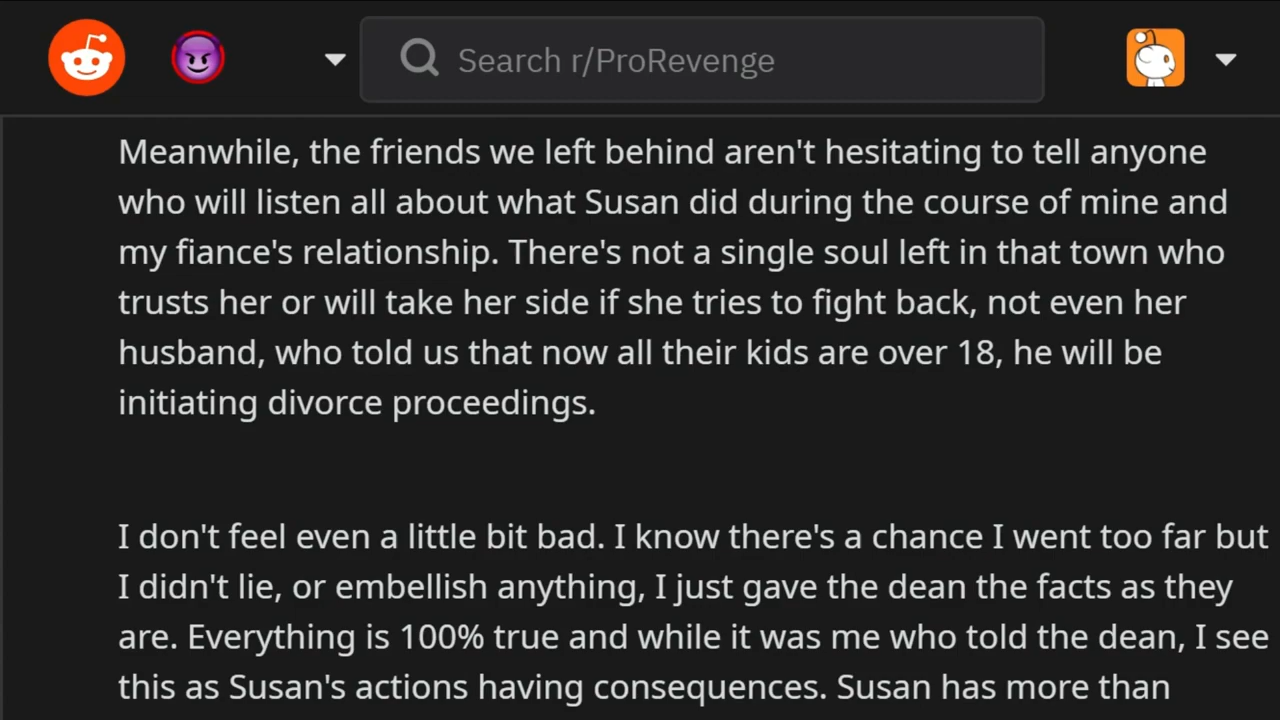 Search r/ProRevenge
Meanwhile, the friends we left behind aren't hesitating to tell anyone
who will listen all about what Susan did during the course of mine and
my fiance's relationship. There's not a single soul left in that town who
trusts her or will take her side if she tries to fight back, not even her
husband, who told us that now all their kids are over 18, he will be
initiating divorce proceedings.
I don't feel even a little bit bad. I know there's a chance I went too far but
I didn't lie, or embellish anything, I just gave the dean the facts as they
are. Everything is 100% true and while it was me who told the dean, I see
this as Susan's actions having consequences. Susan has more than